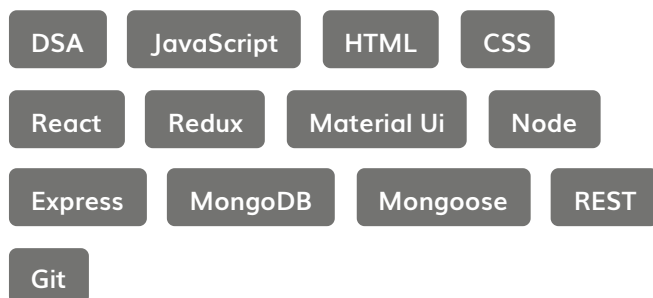 DSA JavaScript HTML CSS
React Redux Material Ui Node
Express MongoDB Mongoose REST
Git